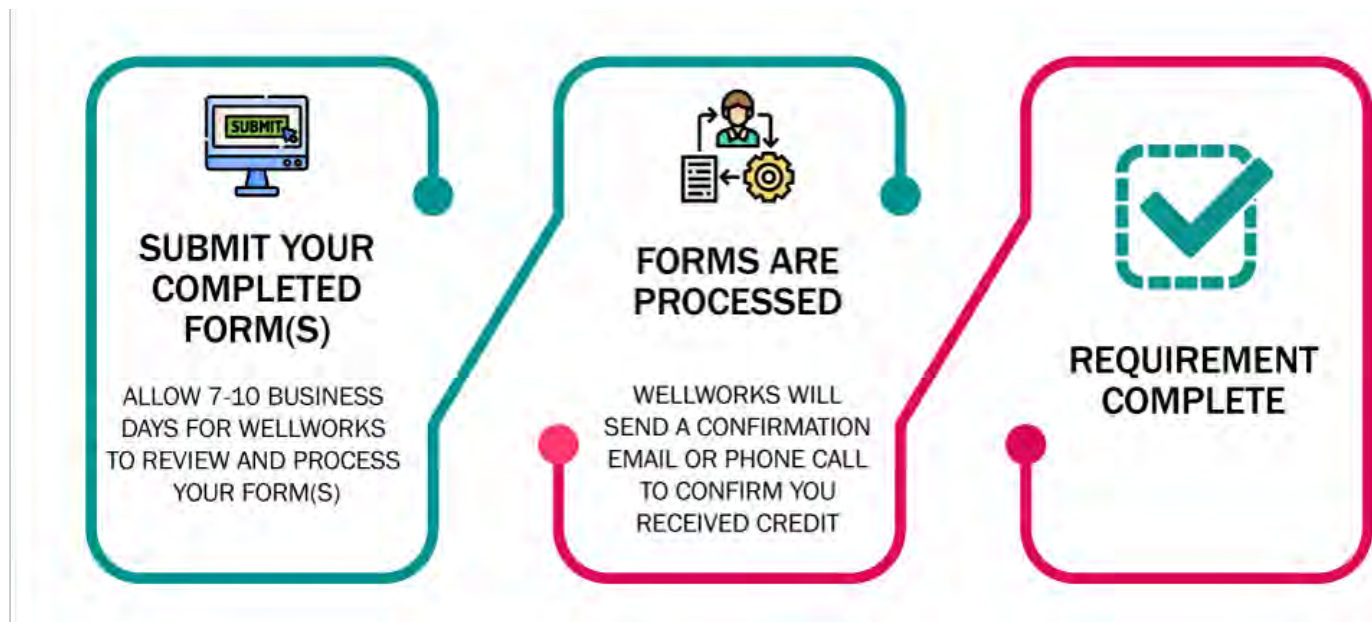 SUBMIT
SUBMIT YOUR
COMPLETED
FORM(S)
ALLOW 7-10 BUSINESS
DAYS FOR WELLWORKS
TO REVIEW AND PROCESS
YOUR FORM(S)
FORMS ARE
PROCESSED
WELLWORKS WILL
SEND A CONFIRMATION
EMAIL OR PHONE CALL
TO CONFIRM YOU
RECEIVED CREDIT
REQUIREMENT
COMPLETE